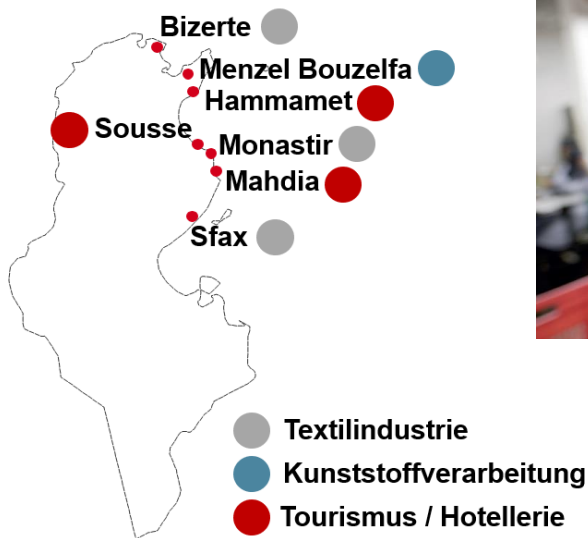 Bizerte
Menzel Bouzelfa
Hammamet
Sousse
Monastir
Mahdia
Sfax
Textilindustrie
Kunststoffverarbeitung
Tourismus / Hotellerie